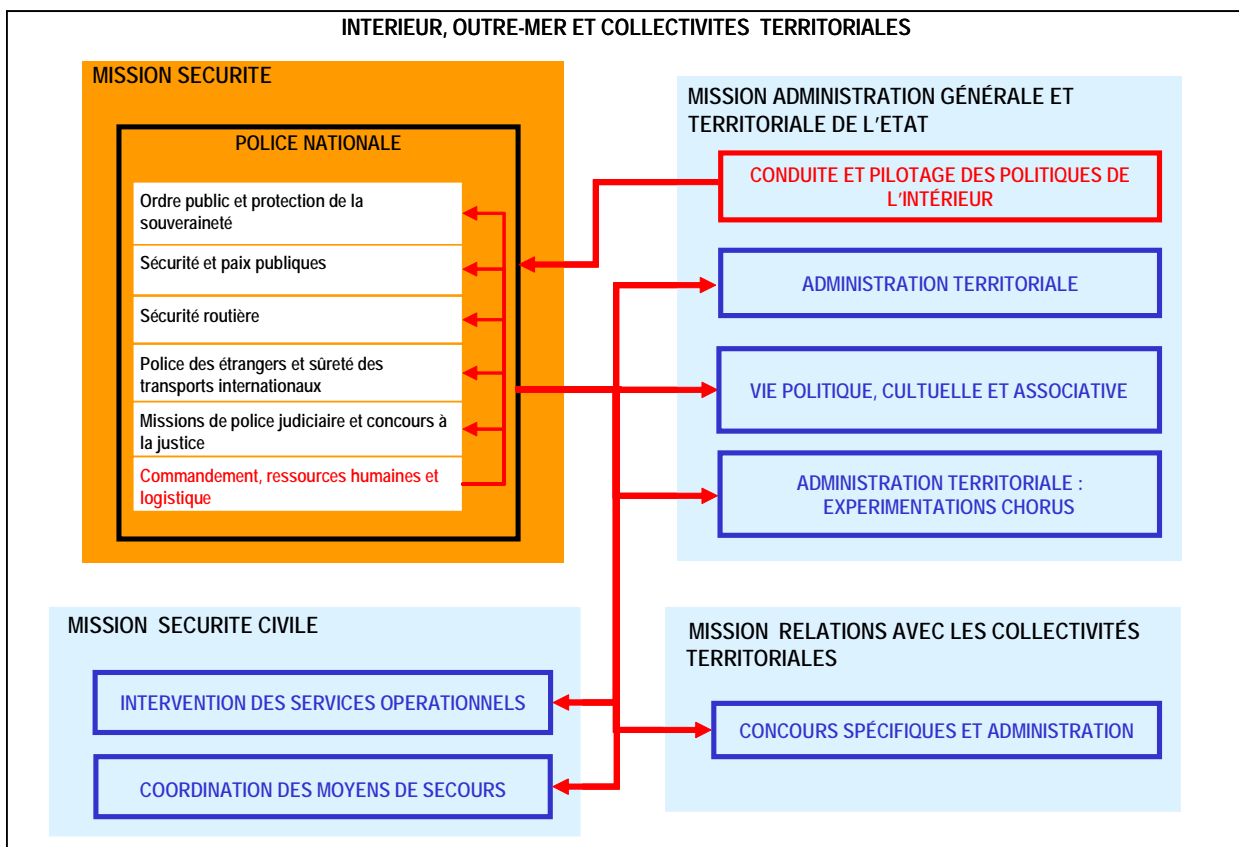 INTERIEUR, OUTRE-MER ET COLLECTIVITES TERRITORIALES
MISSION SECURITE
POLICE NATIONALE
Ordre public et protection de la
souveraineté
Sécurité et paix publiques
Sécurité routière
Police des étrangers et sûreté des
transports internationaux
Missions de police judiciaire et concours à
la justice
Commandement, ressources humaines et
logistique
MISSION ADMINISTRATION GÉNÉRALE ET
TERRITORIALE DE L'ETAT
CONDUITE ET PILOTAGE DES POLITIQUES DE
L'INTÉRIEUR
ADMINISTRATION TERRITORIALE
VIE POLITIQUE, CULTUELLE ET ASSOCIATIVE
ADMINISTRATION TERRITORIALE :
EXPERIMENTATIONS CHORUS
MISSION SECURITE CIVILE
INTERVENTION DES SERVICES OPERATIONNELS
COORDINATION DES MOYENS DE SECOURS
MISSION RELATIONS AVEC LES COLLECTIVITÉS
TERRITORIALES
CONCOURS SPÉCIFIQUES ET ADMINISTRATION